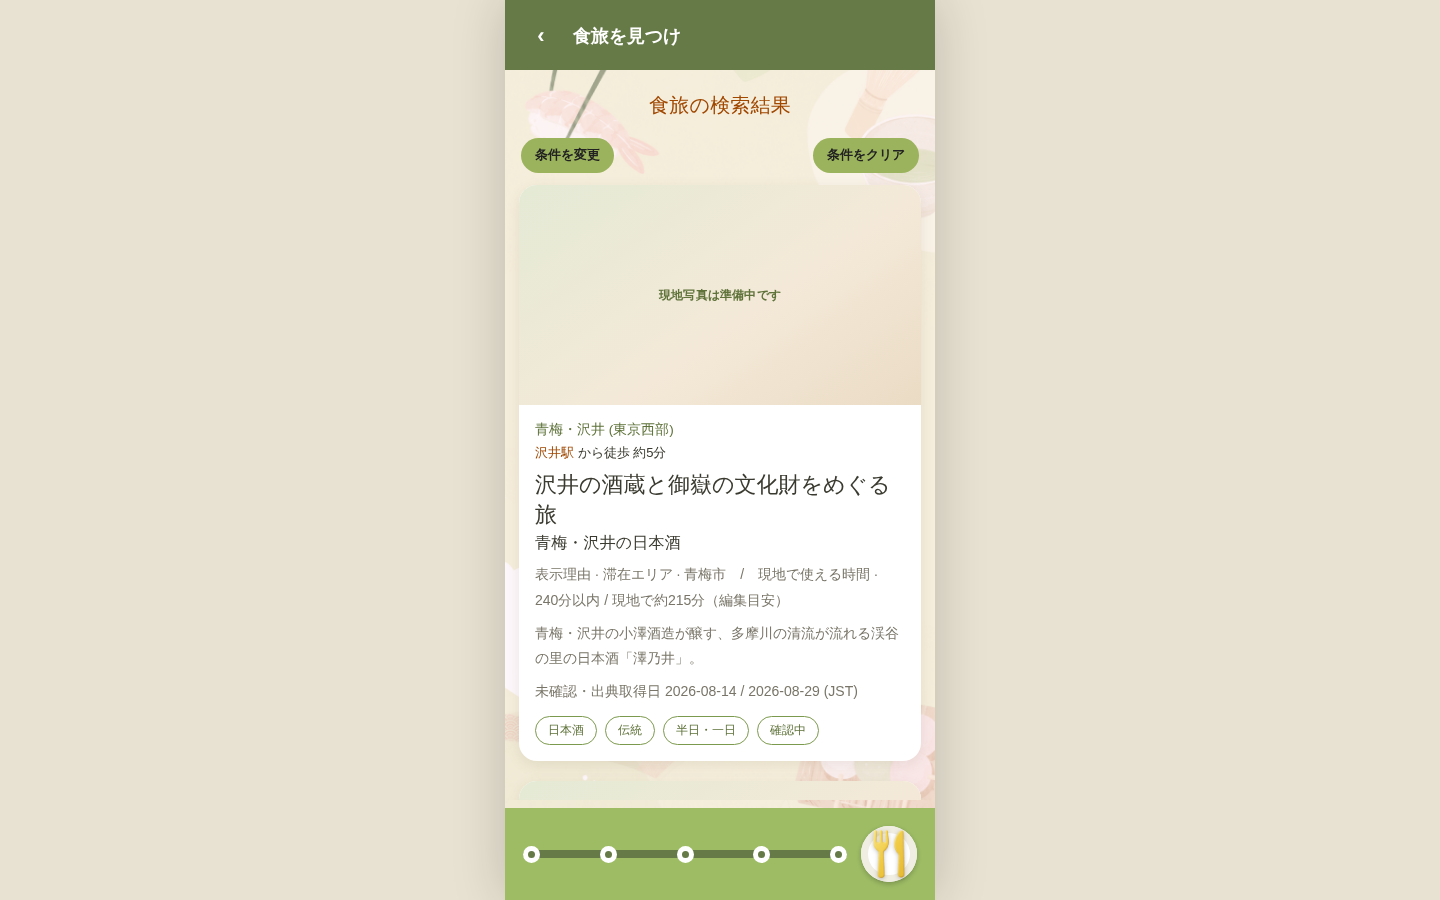 ‹ 食旅を見つけ
食旅の検索結果
条件を変更
条件をクリア
現地写真は準備中です
青梅・沢井 (東京西部)
沢井駅 から徒歩 約5分
沢井の酒蔵と御嶽の文化財をめぐる
旅
青梅・沢井の日本酒
表示理由 · 滞在エリア · 青梅市　/　現地で使える時間 ·
240分以内 / 現地で約215分（編集目安）
青梅・沢井の小澤酒造が醸す、多摩川の清流が流れる渓谷
の里の日本酒「澤乃井」。
未確認・出典取得日 2026-08-14 / 2026-08-29 (JST)
日本酒
伝統
半日・一日
確認中